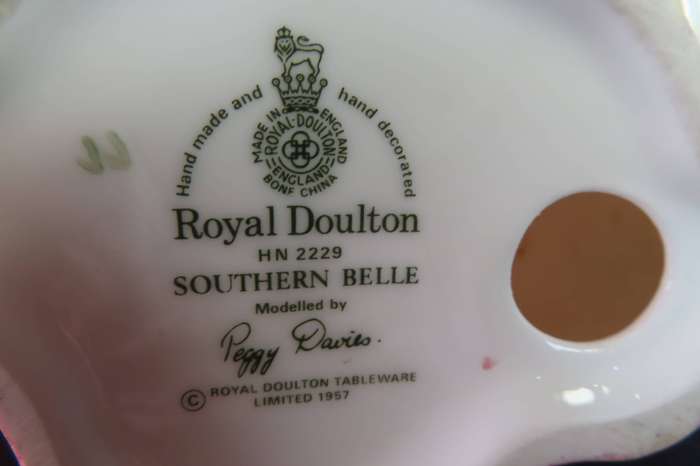 Hand made and hand decorated
MADE IN ENGLAND
ROYAL·DOULTON
ENGLAND
BONE CHINA
Royal Doulton
HN 2229
SOUTHERN BELLE
Modelled by
Peggy Davies.
© ROYAL DOULTON TABLEWARE
LIMITED 1957